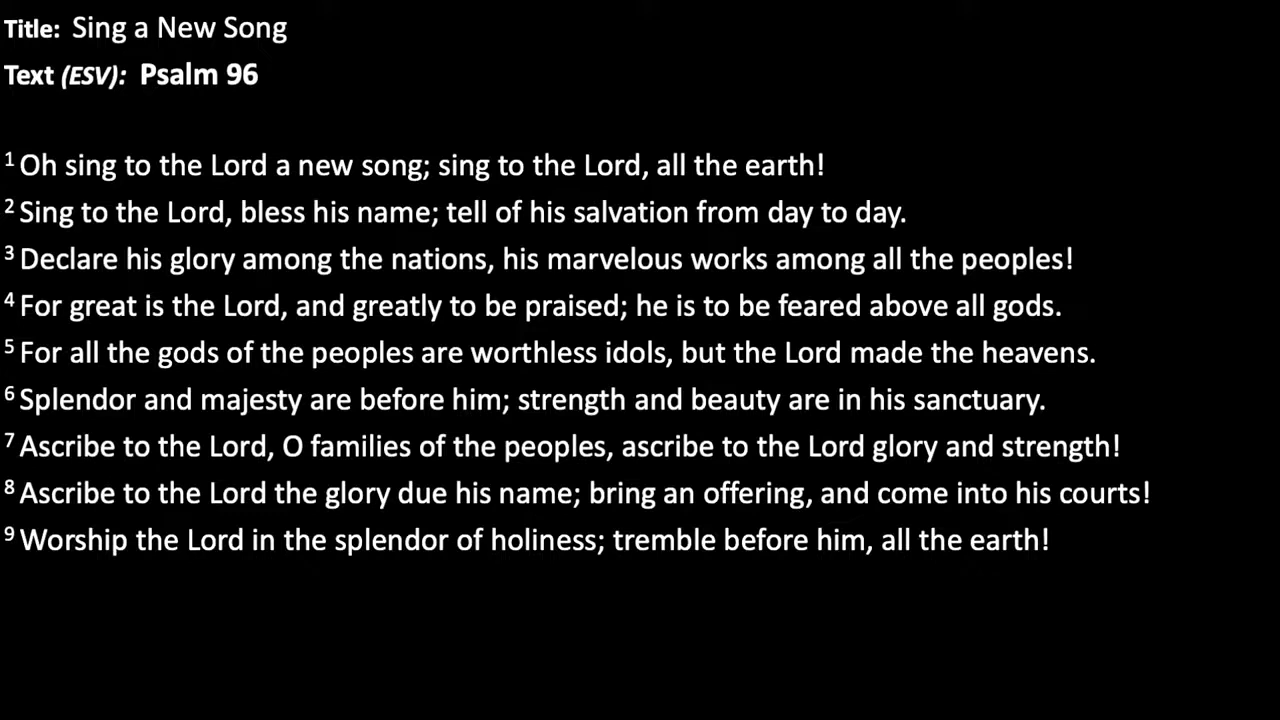 Title: Sing a New Song
Text (ESV): Psalm 96
1 Oh sing to the Lord a new song; sing to the Lord, all the earth!
2 Sing to the Lord, bless his name; tell of his salvation from day to day.
3 Declare his glory among the nations, his marvelous works among all the peoples!
4 For great is the Lord, and greatly to be praised; he is to be feared above all gods.
5 For all the gods of the peoples are worthless idols, but the Lord made the heavens.
6 Splendor and majesty are before him; strength and beauty are in his sanctuary.
7 Ascribe to the Lord, O families of the peoples, ascribe to the Lord glory and strength!
8 Ascribe to the Lord the glory due his name; bring an offering, and come into his courts!
9 Worship the Lord in the splendor of holiness; tremble before him, all the earth!